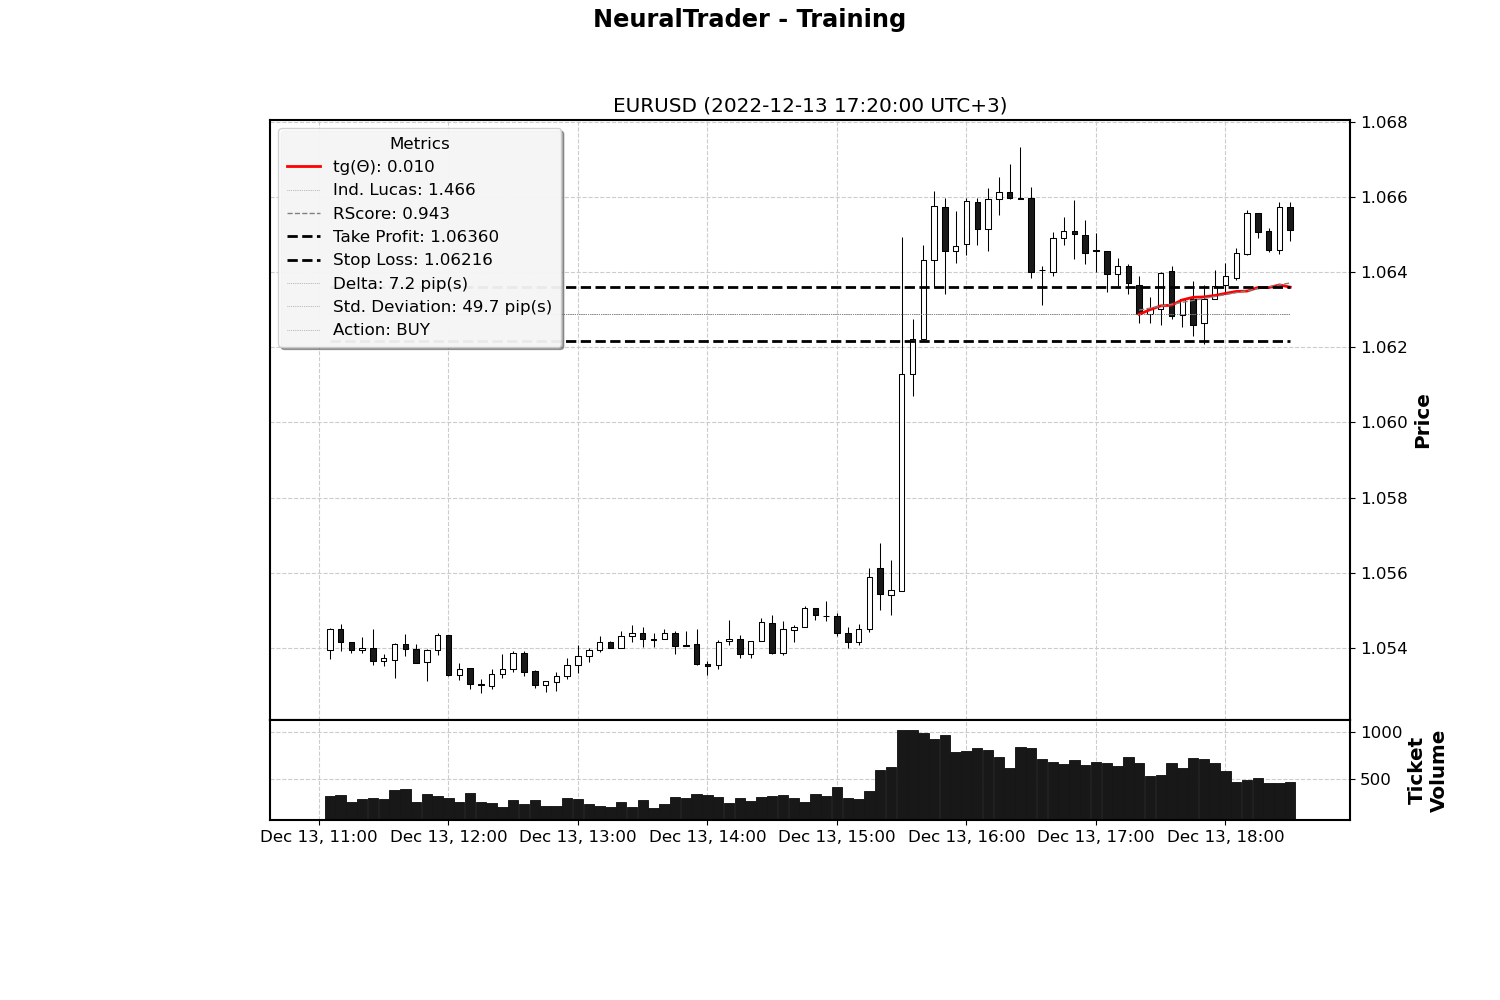 NeuralTrader - Training
EURUSD (2022-12-13 17:20:00 UTC+3)
Metrics
tg(Θ): 0.010
Ind. Lucas: 1.466
RScore: 0.943
Take Profit: 1.06360
Stop Loss: 1.06216
Delta: 7.2 pip(s)
Std. Deviation: 49.7 pip(s)
Action: BUY
1.068
1.066
1.064
1.062
1.060
1.058
1.056
1.054
Price
1000
500
Ticket
Volume
Dec 13, 11:00
Dec 13, 12:00
Dec 13, 13:00
Dec 13, 14:00
Dec 13, 15:00
Dec 13, 16:00
Dec 13, 17:00
Dec 13, 18:00